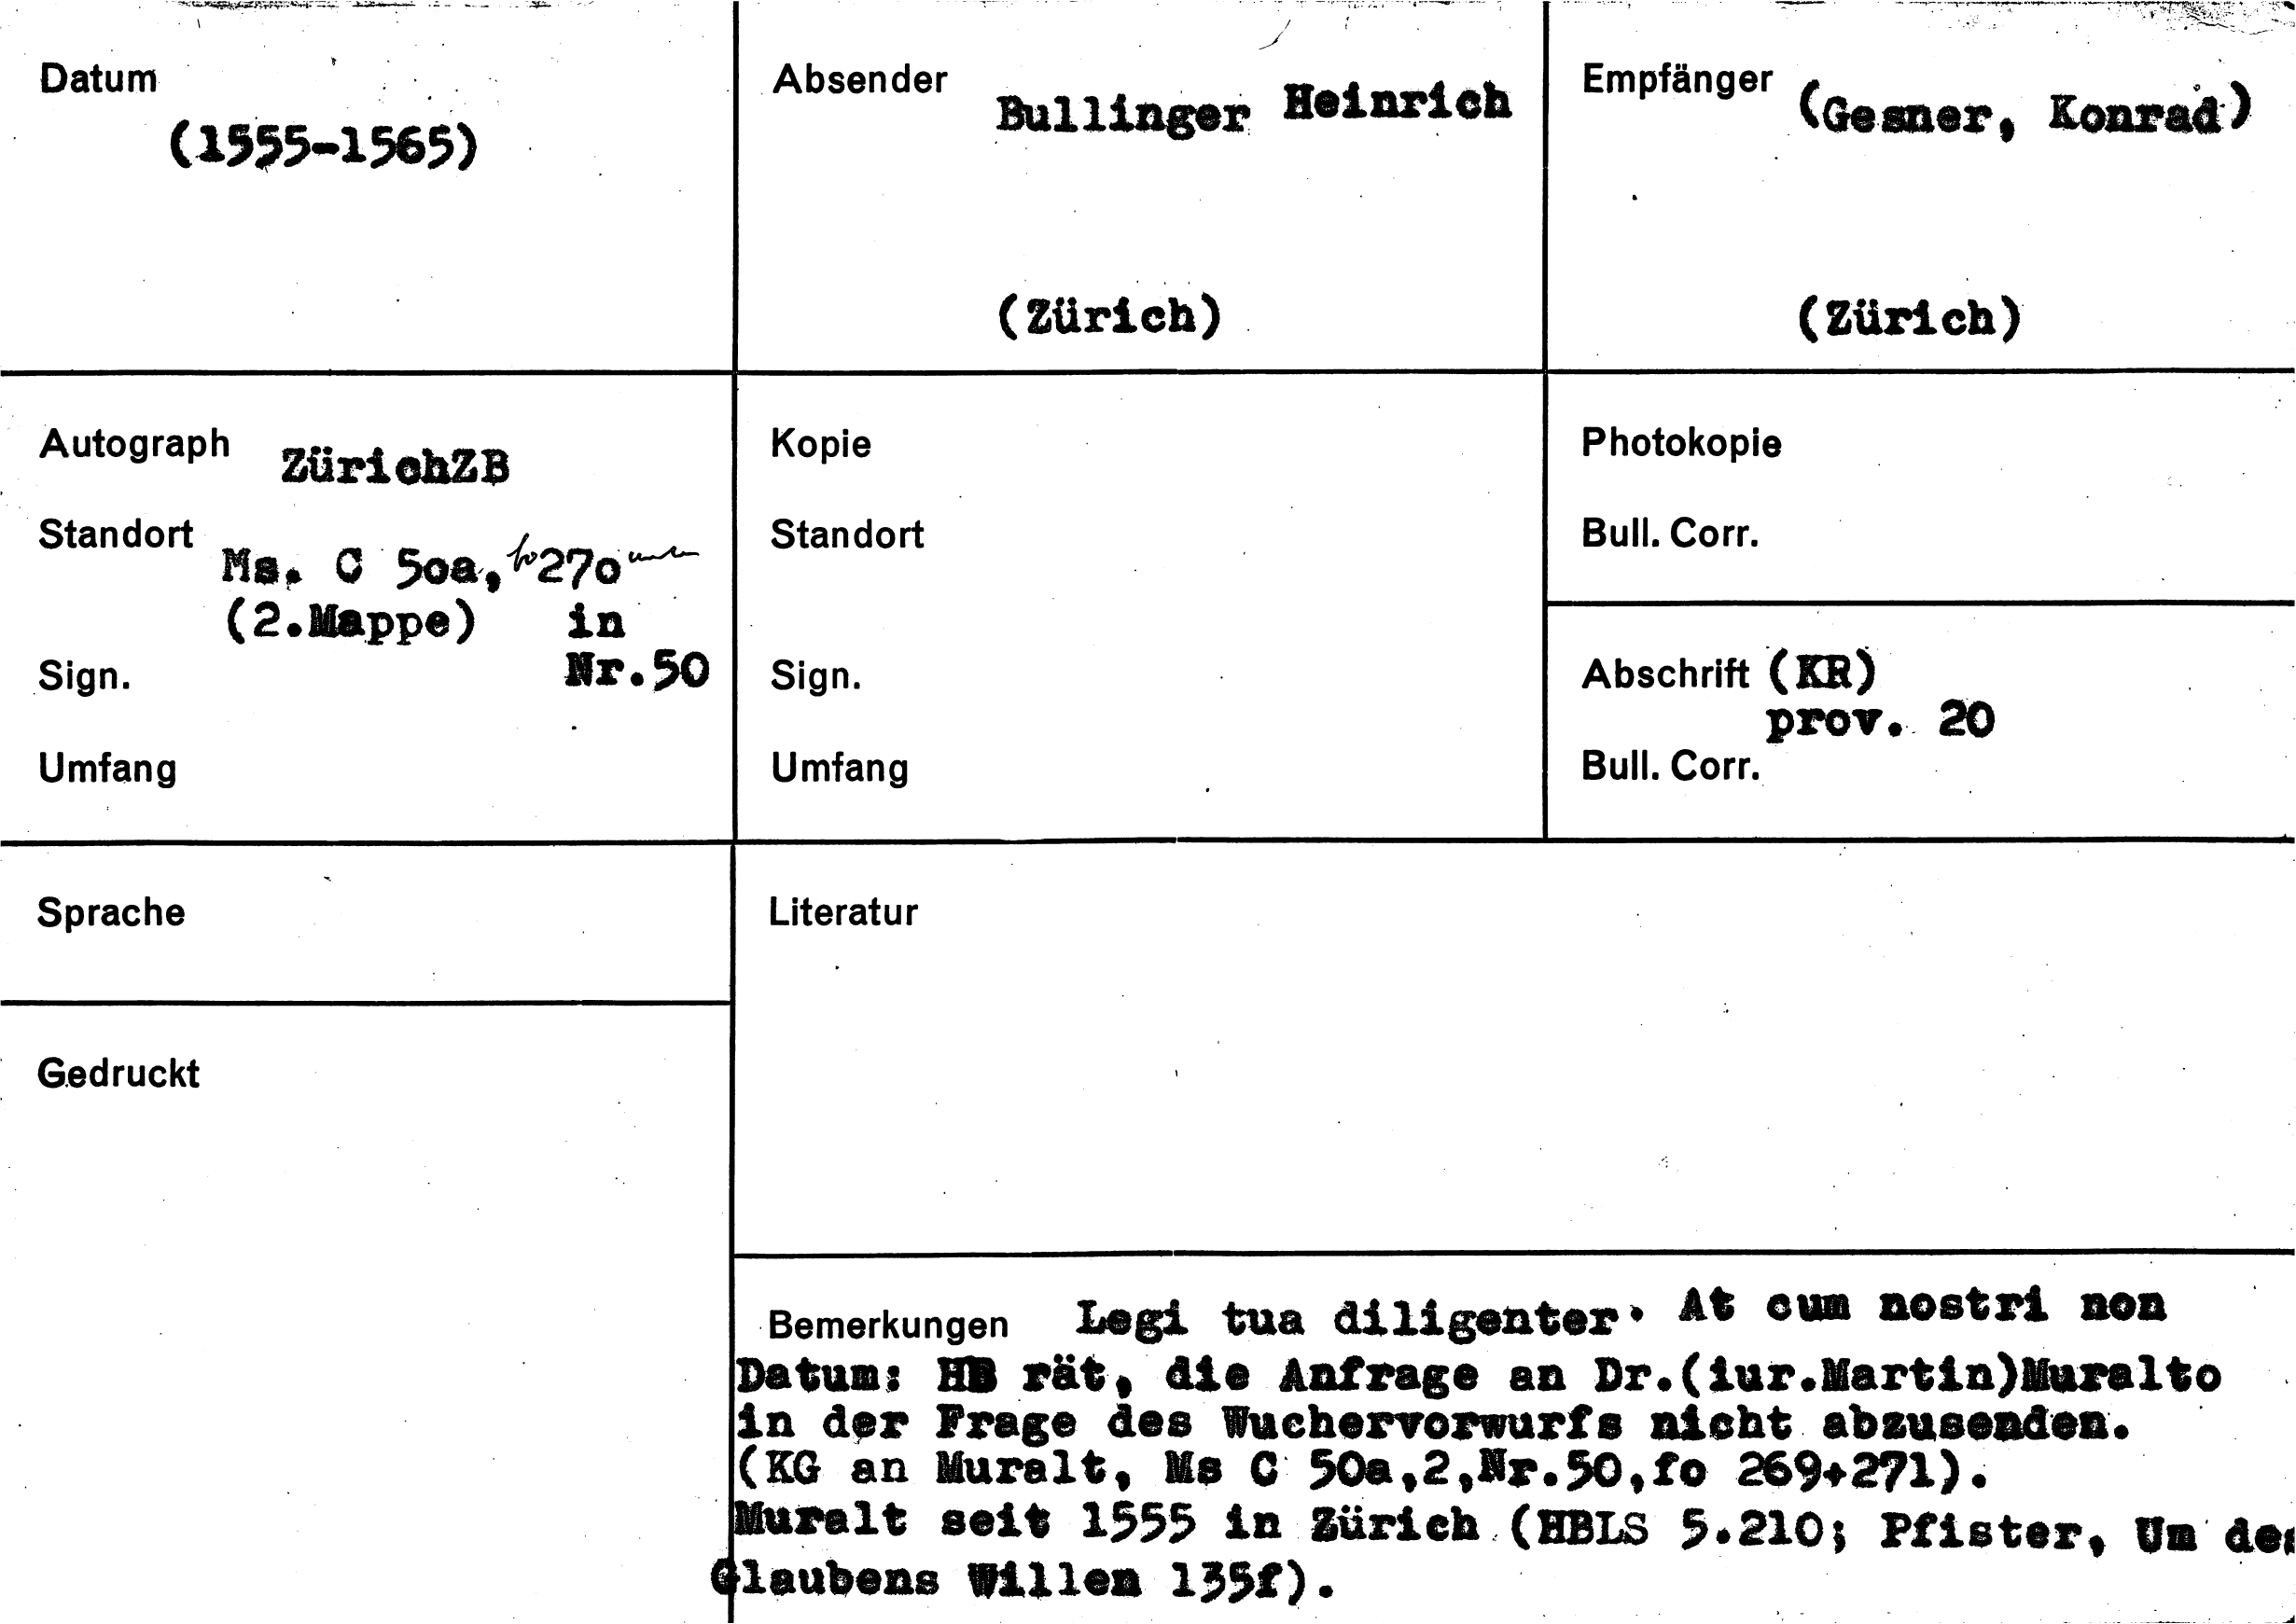 Datum
(1555-1565)
Absender Bullinger Heinrich
(Zürich)
Empfänger (Gesner, Konrad)
(Zürich)
Autograph ZürichZB
Standort Ms. C 50a, fo 270
(2.Mappe) in
Sign. Nr.50
Umfang
Kopie
Standort
Sign.
Umfang
Photokopie
Bull. Corr.
Abschrift (KR)
prov. 20
Bull. Corr.
Sprache
Gedruckt
Literatur
Bemerkungen Legi tua diligenter. At cum nostri non
Datum: HB rät, die Anfrage an Dr.(iur.Martin)Muralto
in der Frage des Wuchervorwurfs nicht abzusenden.
(KG an Muralt, Ms C 50a,2,Nr.50,fo 269+271).
Muralt seit 1555 in Zürich (HBLS 5.210; Pfister, Um des
Glaubens Willen 135f).